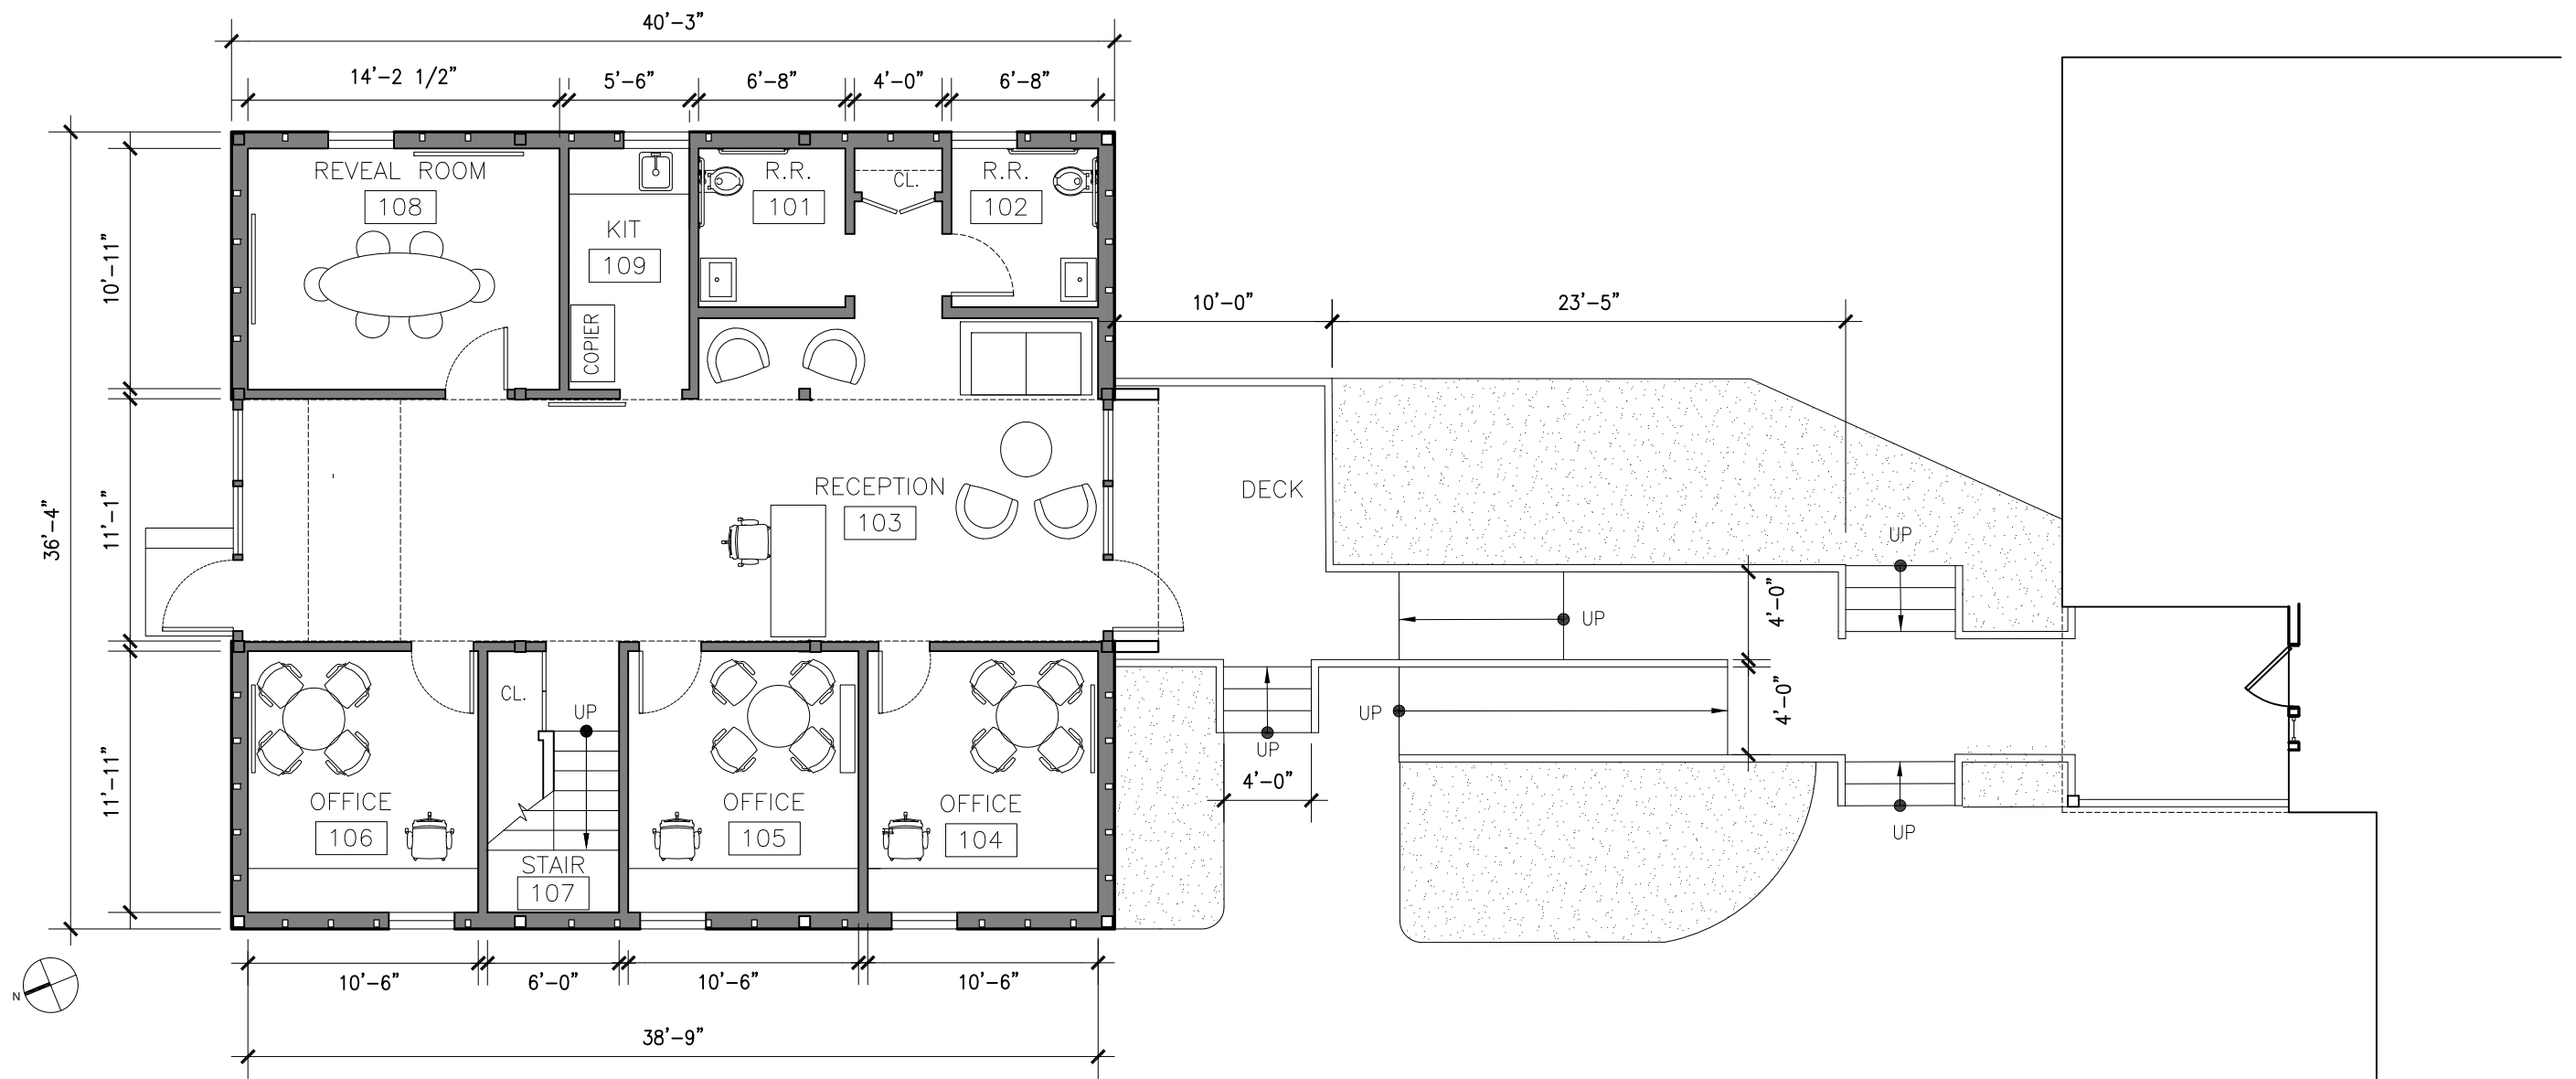 40'-3"
14'-2 1/2"
5'-6"
6'-8"
4'-0"
6'-8"
REVEAL ROOM
108
KIT
109
COPIER
R.R.
101
CL.
R.R.
102
10'-11"
11'-1"
36'-4"
11'-11"
10'-0"
23'-5"
RECEPTION
103
DECK
UP
UP
4'-0"
4'-0"
UP
UP
4'-0"
UP
CL.
UP
OFFICE
106
STAIR
107
OFFICE
105
OFFICE
104
10'-6"
6'-0"
10'-6"
10'-6"
38'-9"
N